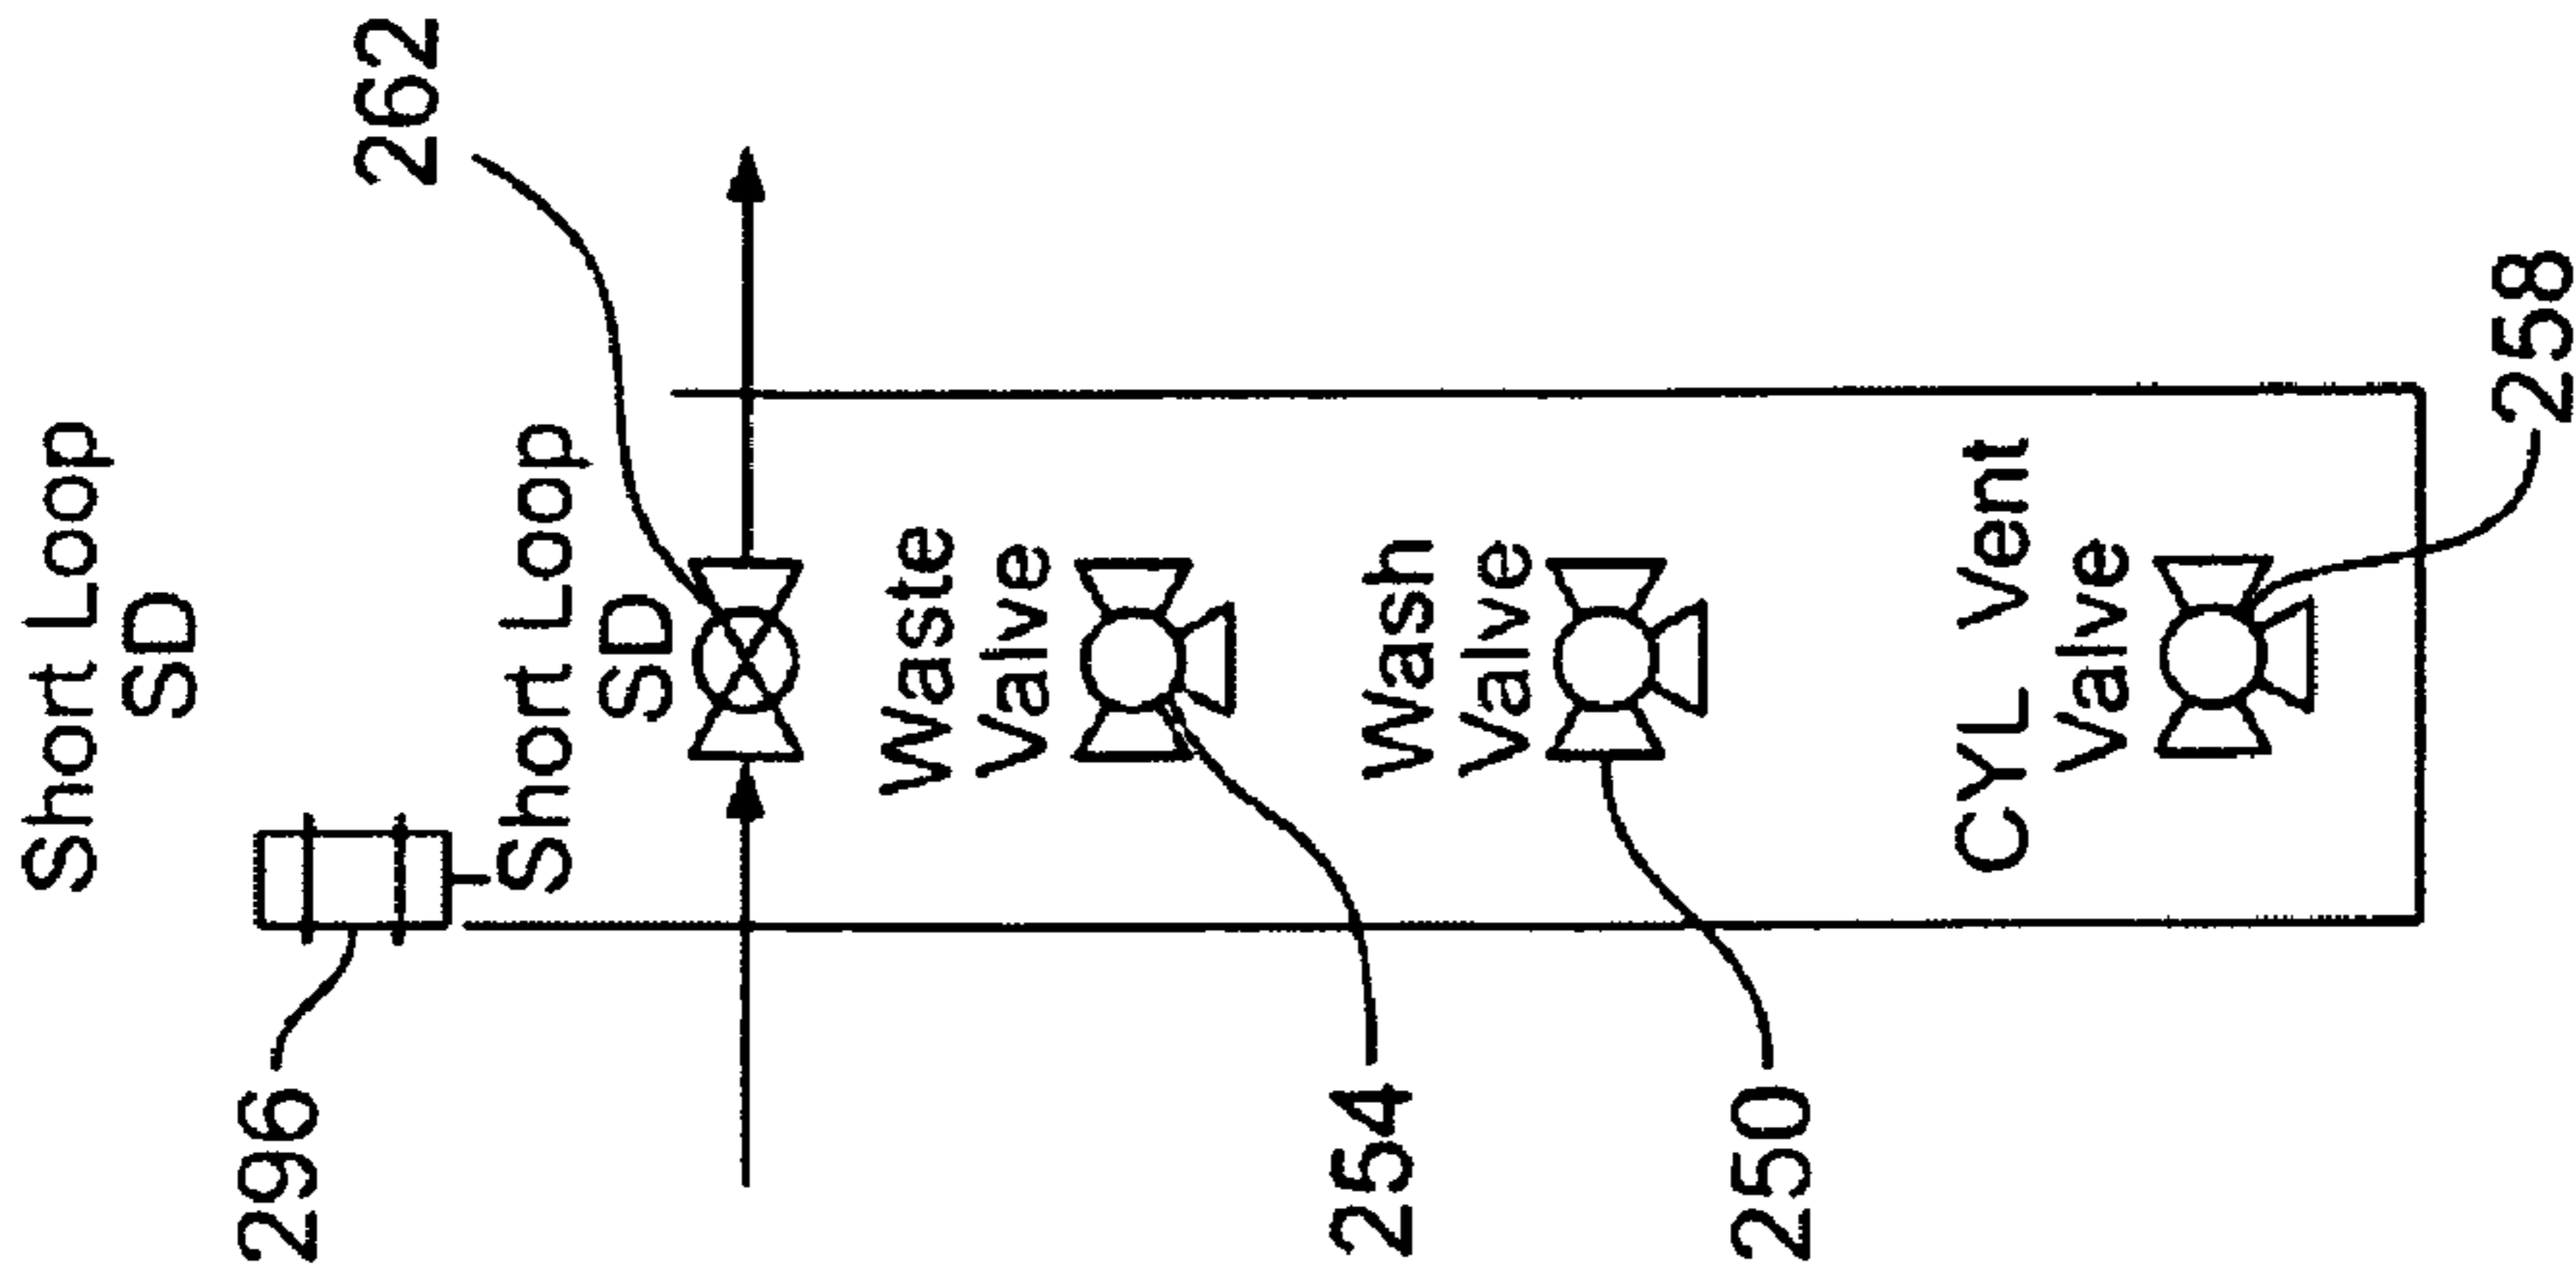 Short Loop
SD
296
262
Short Loop
SD
Waste
Valve
254
Wash
Valve
250
CYL Vent
Valve
258